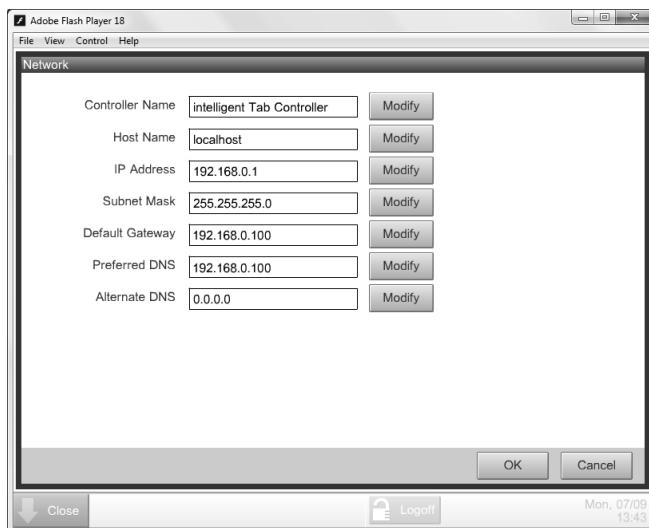 Adobe Flash Player 18
File View Control Help
Network
Controller Name intelligent Tab Controller Modify
Host Name localhost Modify
IP Address 192.168.0.1 Modify
Subnet Mask 255.255.255.0 Modify
Default Gateway 192.168.0.100 Modify
Preferred DNS 192.168.0.100 Modify
Alternate DNS 0.0.0.0 Modify
OK Cancel
Close Logoff Mon, 07/09
13:43